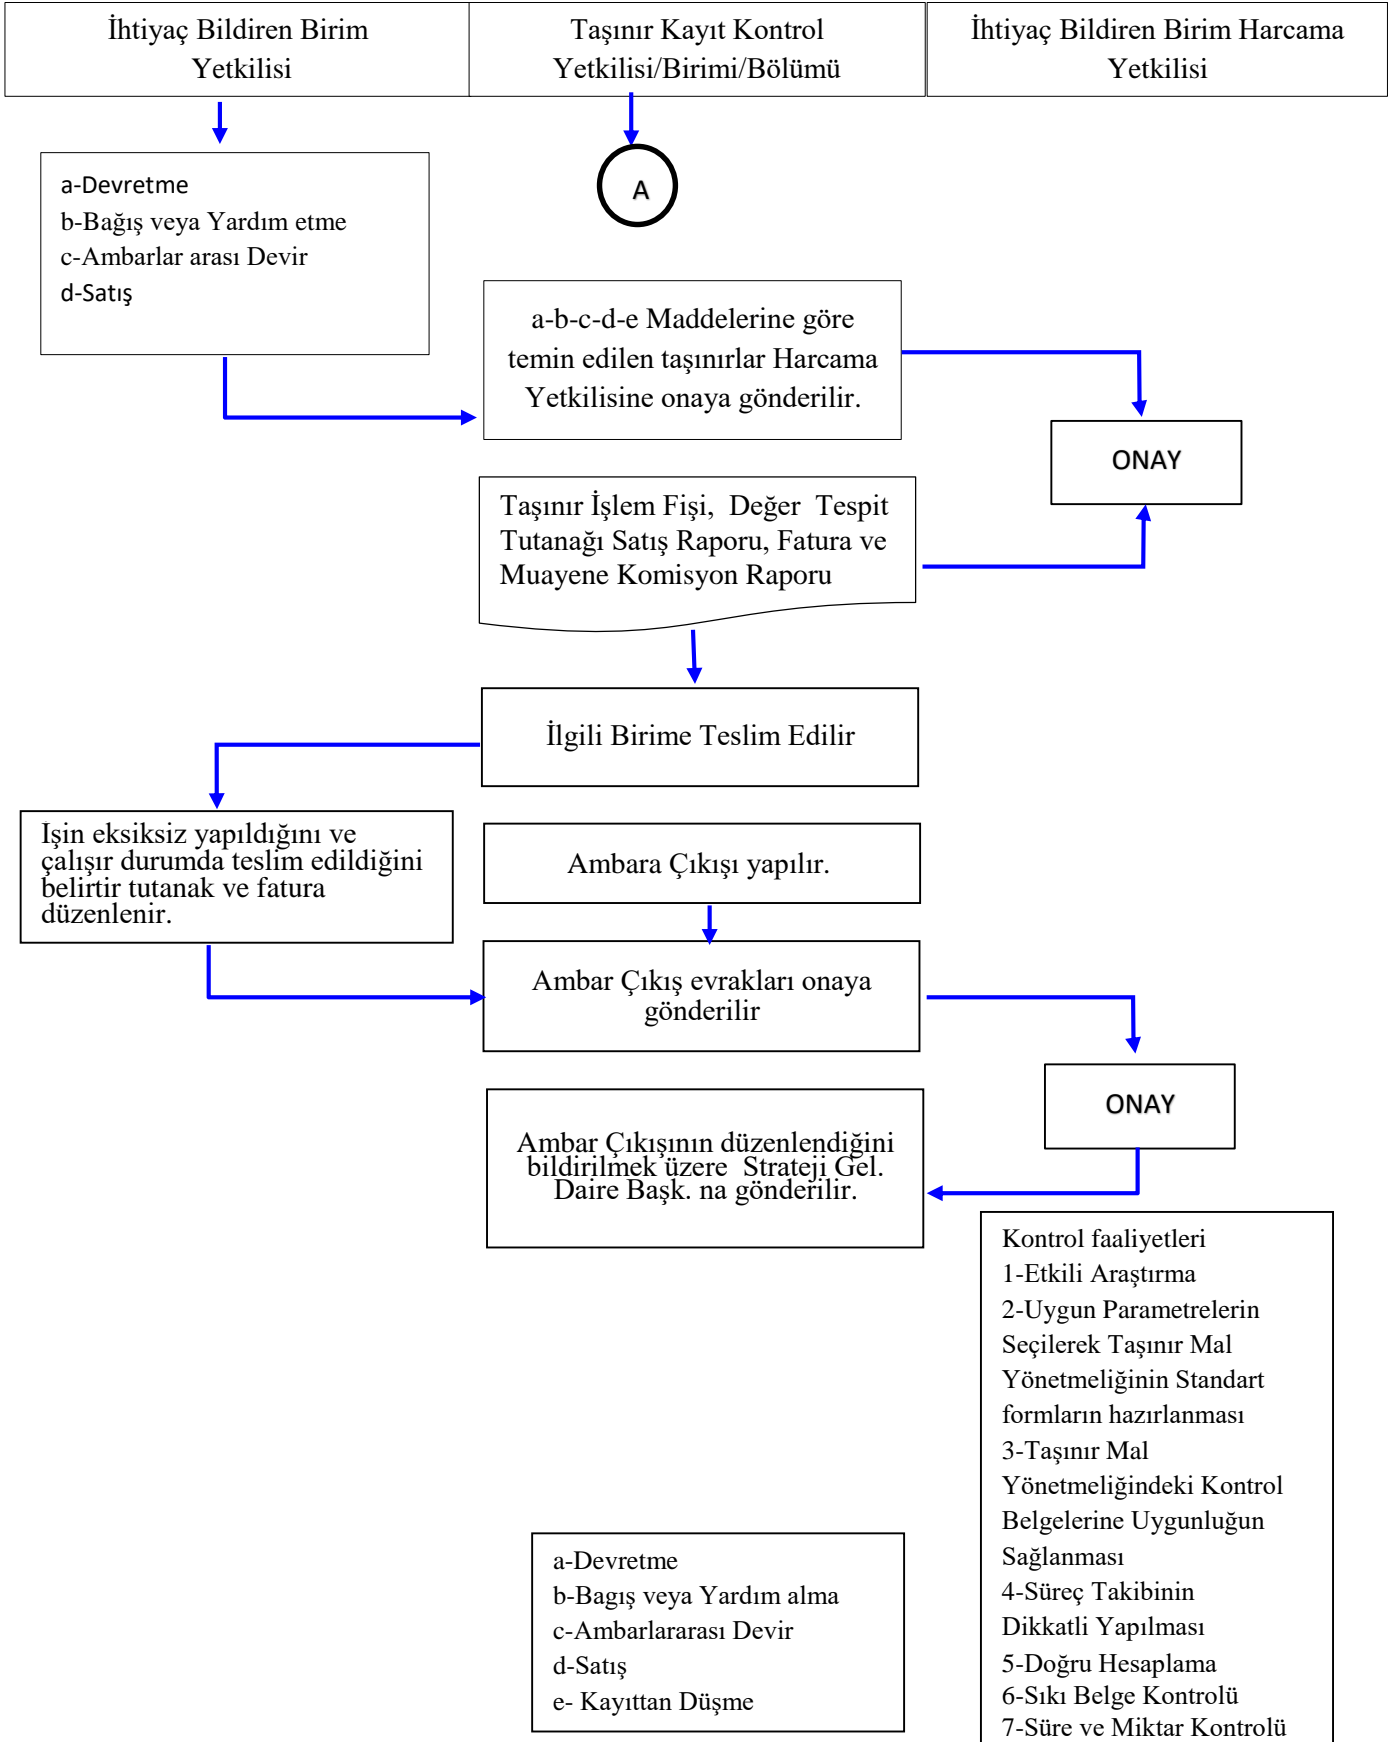 İhtiyaç Bildiren Birim
Yetkilisi
Taşınır Kayıt Kontrol
Yetkilisi/Birimi/Bölümü
İhtiyaç Bildiren Birim Harcama
Yetkilisi
a-Devretme
b-Bağış veya Yardım etme
c-Ambarlar arası Devir
d-Satış
A
a-b-c-d-e Maddelerine göre
temin edilen taşınırlar Harcama
Yetkilisine onaya gönderilir.
ONAY
Taşınır İşlem Fişi, Değer Tespit
Tutanağı Satış Raporu, Fatura ve
Muayene Komisyon Raporu
İlgili Birime Teslim Edilir
İşin eksiksiz yapıldığını ve
çalışır durumda teslim edildiğini
belirtir tutanak ve fatura
düzenlenir.
Ambara Çıkışı yapılır.
Ambar Çıkış evrakları onaya
gönderilir
ONAY
Ambar Çıkışının düzenlendiğini
bildirilmek üzere Strateji Gel.
Daire Başk. na gönderilir.
Kontrol faaliyetleri
1-Etkili Araştırma
2-Uygun Parametrelerin
Seçilerek Taşınır Mal
Yönetmeliğinin Standart
formların hazırlanması
3-Taşınır Mal
Yönetmeliğindeki Kontrol
Belgelerine Uygunluğun
Sağlanması
4-Süreç Takibinin
Dikkatli Yapılması
5-Doğru Hesaplama
6-Sıkı Belge Kontrolü
7-Süre ve Miktar Kontrolü
a-Devretme
b-Bagış veya Yardım alma
c-Ambarlararası Devir
d-Satış
e- Kayıttan Düşme